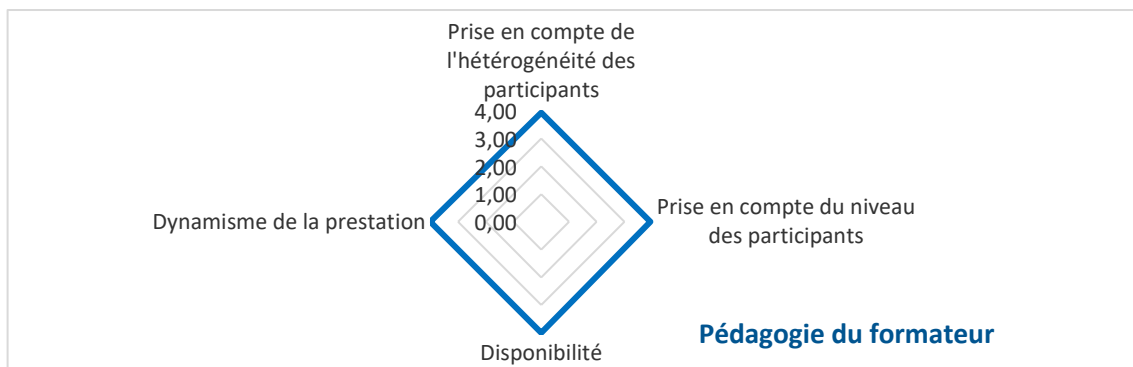 Prise en compte de
l'hétérogénéité des
participants
4,00
3,00
2,00
1,00
0,00
Prise en compte du niveau
des participants
Dynamisme de la prestation
Pédagogie du formateur
Disponibilité